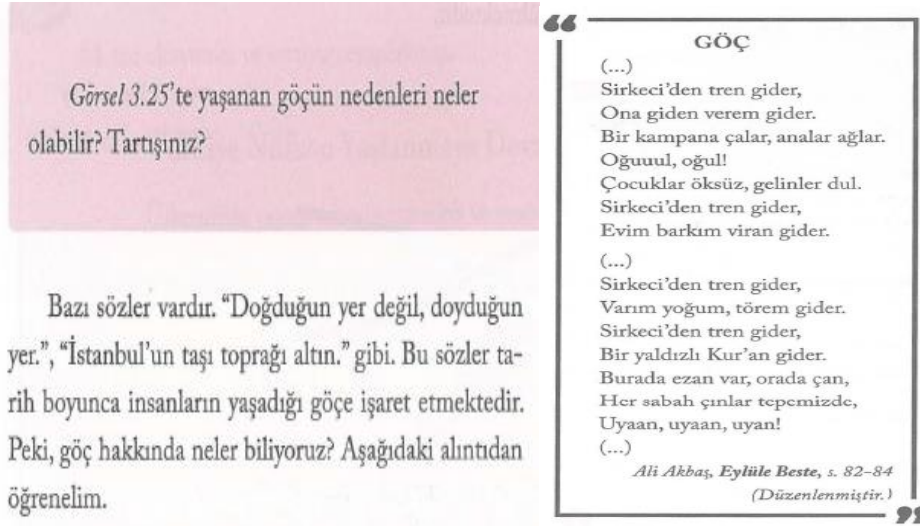 Görsel 3.25'te yaşanan göçün nedenleri neler
olabilir? Tartışınız?
Bazı sözler vardır. “Doğduğun yer değil, doyduğun
yer.”, “İstanbul'un taşı toprağı altın.” gibi. Bu sözler ta-
rih boyunca insanların yaşadığı göçe işaret etmektedir.
Peki, göç hakkında neler biliyoruz? Aşağıdaki alıntıdan
öğrenelim.
“
GÖÇ
(...)
Sirkeci'den tren gider,
Ona giden verem gider.
Bir kampana çalar, analar ağlar.
Oğuuul, oğul!
Çocuklar öksüz, gelinler dul.
Sirkeci'den tren gider,
Evim barkım viran gider.
(...)
Sirkeci'den tren gider,
Varım yoğum, törem gider.
Sirkeci'den tren gider,
Bir yaldızlı Kur'an gider.
Burada ezan var, orada çan,
Her sabah çınlar tepemizde,
Uyaan, uyaan, uyan!
(...)
Ali Akbaş, Eylüle Beste, s. 82–84
(Düzenlenmiştir.)
”